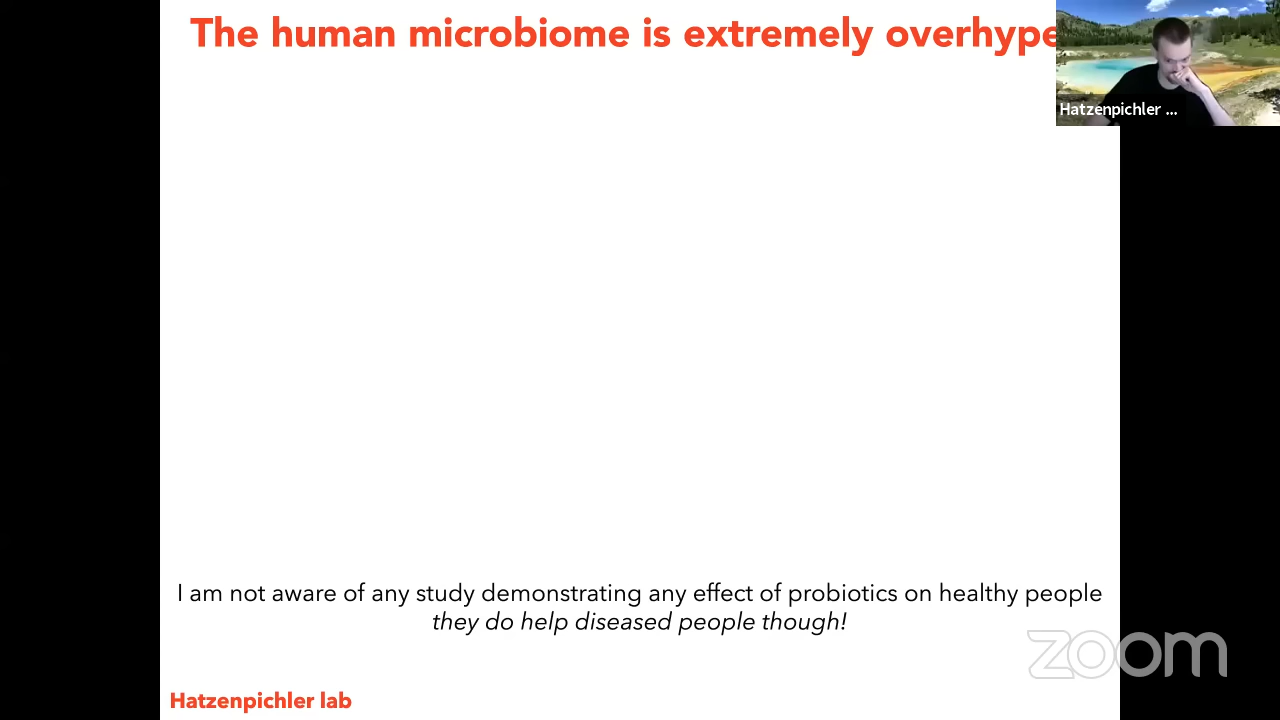 The human microbiome is extremely overhype
Hatzenpichler ...
I am not aware of any study demonstrating any effect of probiotics on healthy people
they do help diseased people though!
zoom
Hatzenpichler lab